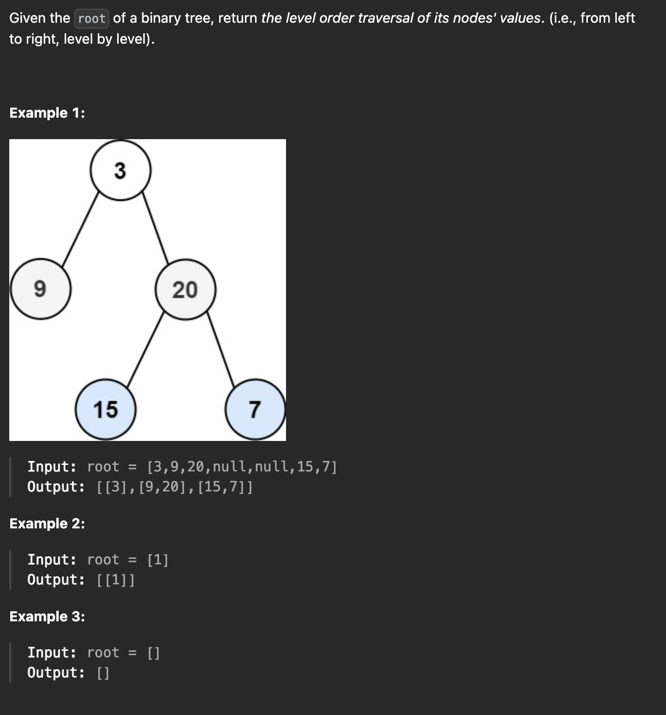 Given the root of a binary tree, return the level order traversal of its nodes' values. (i.e., from left
to right, level by level).
Example 1:
3
9
20
15
7
Input: root = [3,9,20,null,null,15,7]
Output: [[3],[9,20],[15,7]]
Example 2:
Input: root = [1]
Output: [[1]]
Example 3:
Input: root = []
Output: []